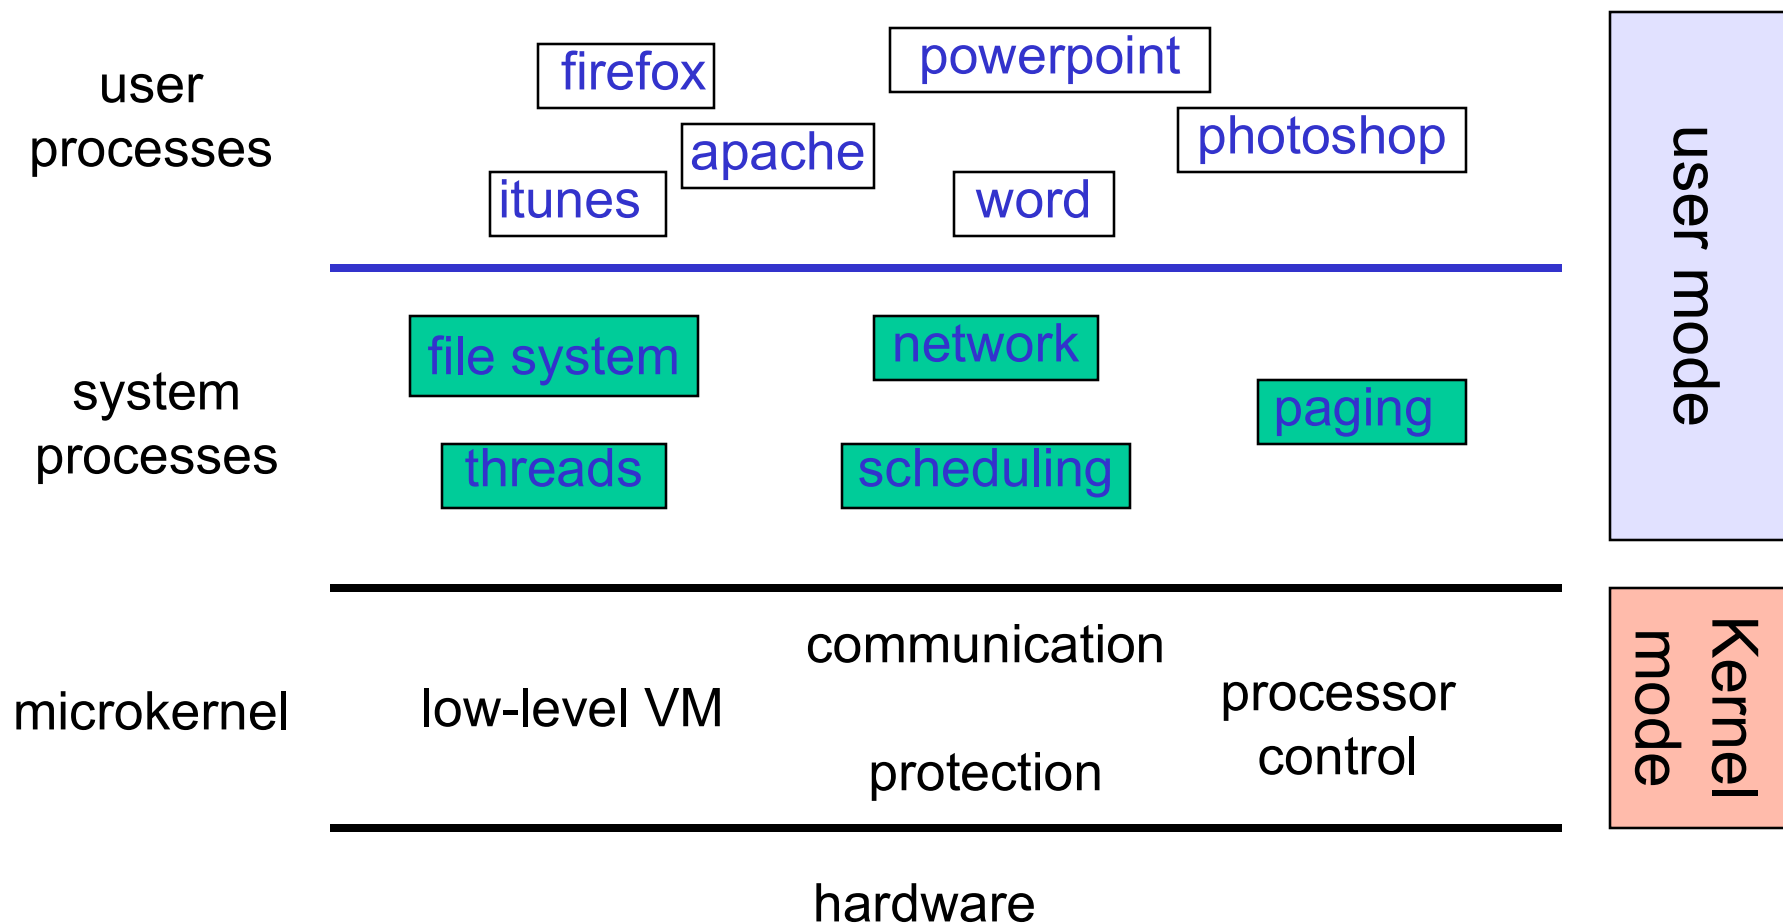 user
processes
firefox
powerpoint
apache
photoshop
itunes
word
user mode
system
processes
file system
network
paging
threads
scheduling
microkernel
low-level VM
communication
protection
processor
control
Kernel
mode
hardware